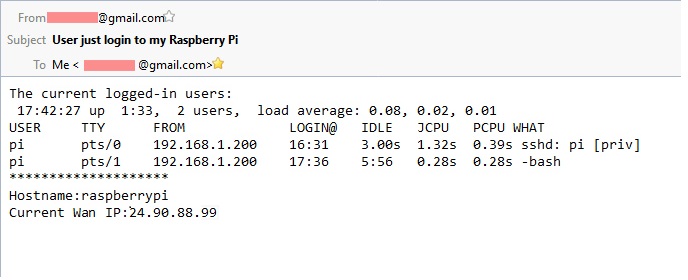 From @gmail.com
Subject User just login to my Raspberry Pi
To Me < @gmail.com>
The current logged-in users:
 17:42:27 up  1:33,  2 users,  load average: 0.08, 0.02, 0.01
USER     TTY      FROM             LOGIN@   IDLE   JCPU   PCPU WHAT
pi       pts/0    192.168.1.200    16:31    3.00s  1.32s  0.39s sshd: pi [priv]
pi       pts/1    192.168.1.200    17:36    5:56   0.28s  0.28s -bash
*********************
Hostname:raspberrypi
Current Wan IP:24.90.88.99